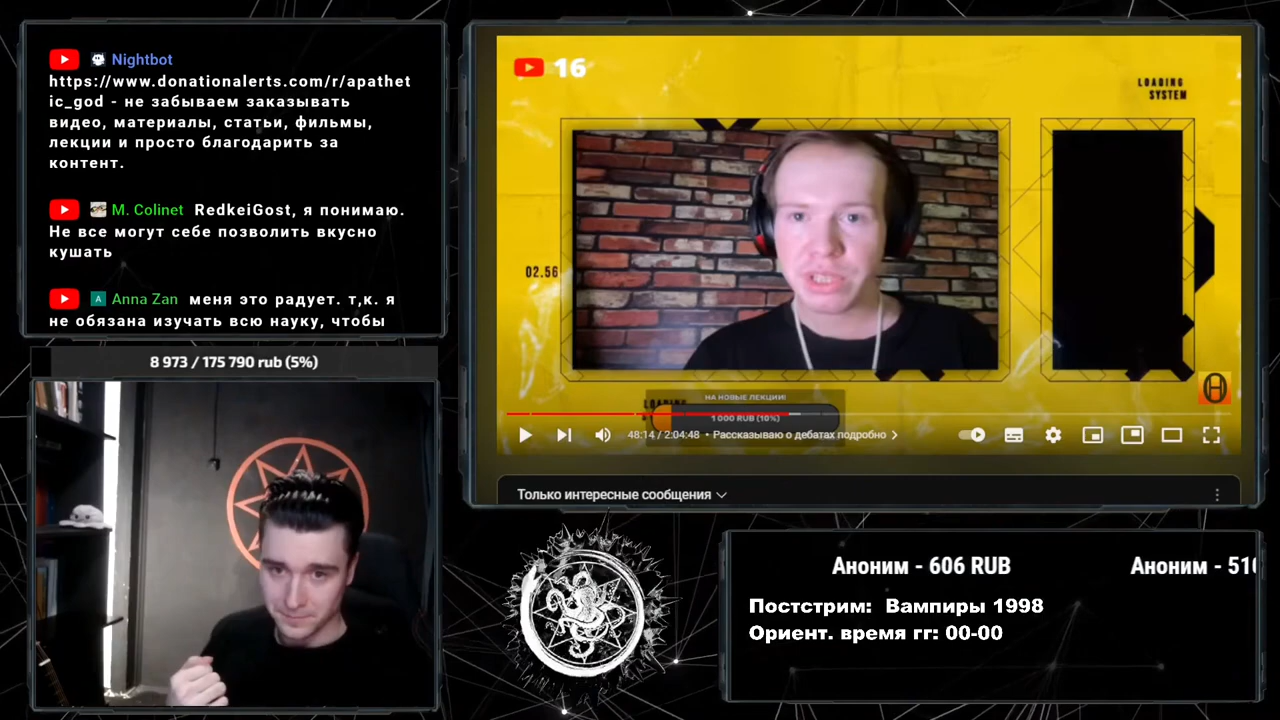 Nightbot
https://www.donationalerts.com/r/apathet
ic_god - не забываем заказывать
видео, материалы, статьи, фильмы,
лекции и просто благодарить за
контент.
M. Colinet RedkeiGost, я понимаю.
Не все могут себе позволить вкусно
кушать
Anna Zan меня это радует. т,к. я
не обязана изучать всю науку, чтобы
8 973 / 175 790 rub (5%)
16
LOADING
SYSTEM
02.56
LOADING
НА НОВЫЕ ЛЕКЦИИ!
1 000 RUB (10%)
48:14 / 2:04:48 • Рассказываю о дебатах подробно
Только интересные сообщения
Аноним - 606 RUB Аноним - 510
Постстрим: Вампиры 1998
Ориент. время гг: 00-00